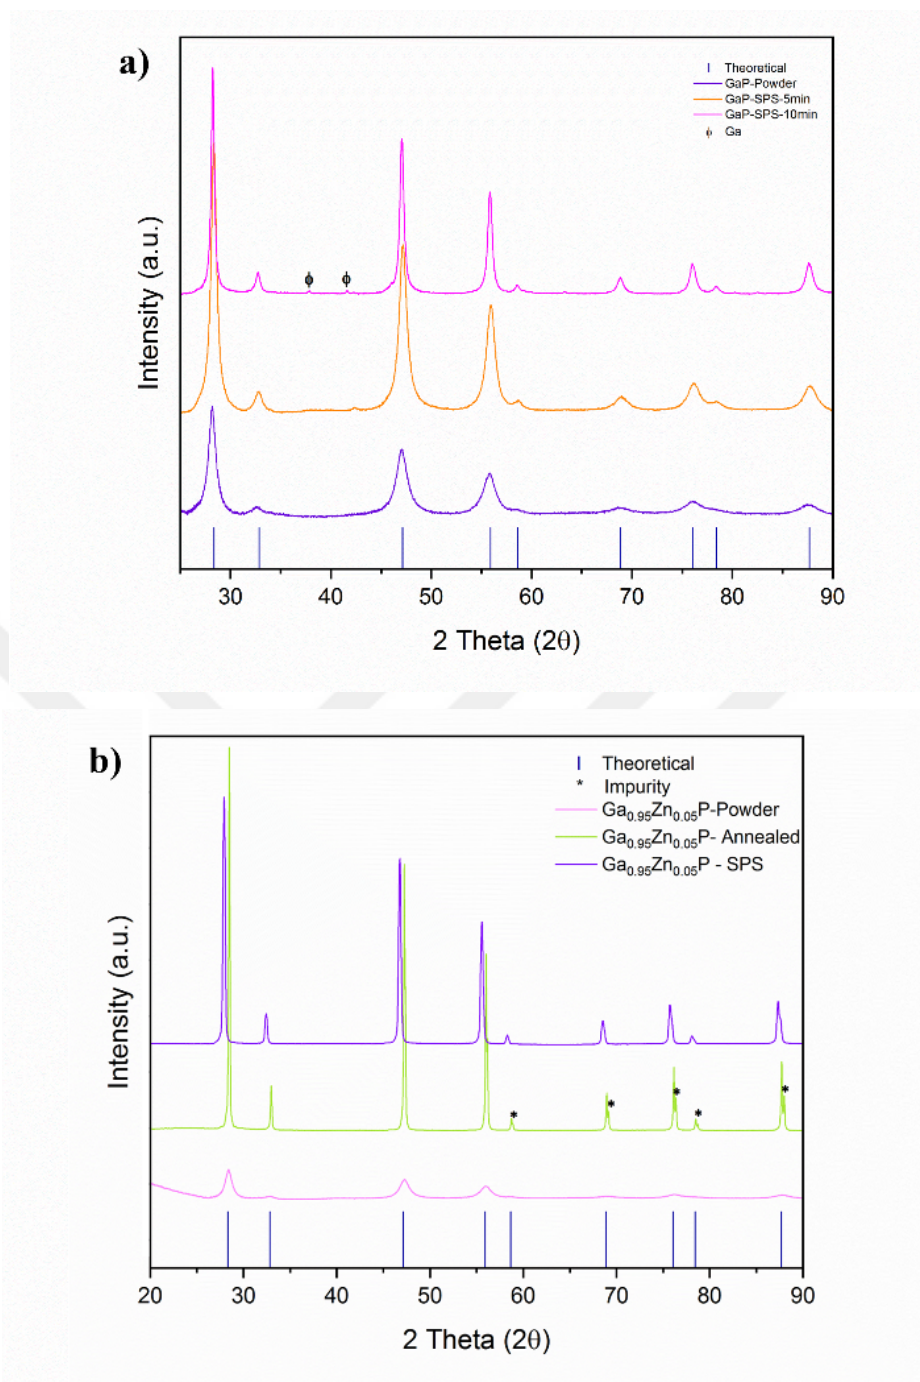 a)
Theoretical
GaP-Powder
GaP-SPS-5min
GaP-SPS-10min
ϕ Ga
ϕ ϕ
Intensity (a.u.)
30 40 50 60 70 80 90
2 Theta (2θ)
b)
Theoretical
* Impurity
Ga₀.₉₅Zn₀.₀₅P-Powder
Ga₀.₉₅Zn₀.₀₅P- Annealed
Ga₀.₉₅Zn₀.₀₅P - SPS
Intensity (a.u.)
* * * * *
20 30 40 50 60 70 80 90
2 Theta (2θ)